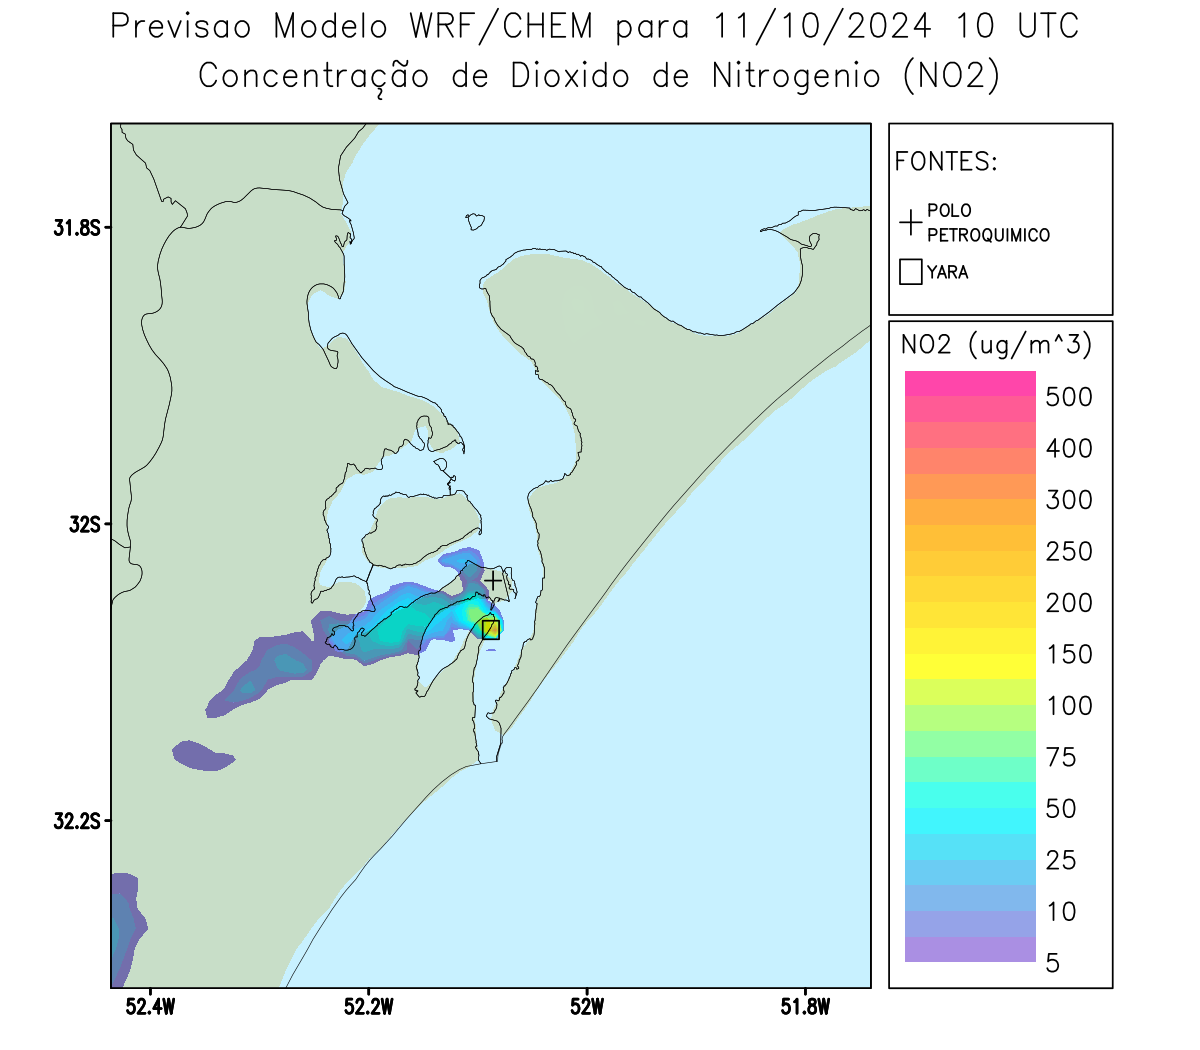 Previsao Modelo WRF/CHEM para 11/10/2024 10 UTC
Concentração de Dioxido de Nitrogenio (NO2)
FONTES:
POLO
PETROQUIMICO
YARA
NO2 (ug/m^3)
500
400
300
250
200
150
100
75
50
25
10
5
31.8S
32S
32.2S
52.4W
52.2W
52W
51.8W